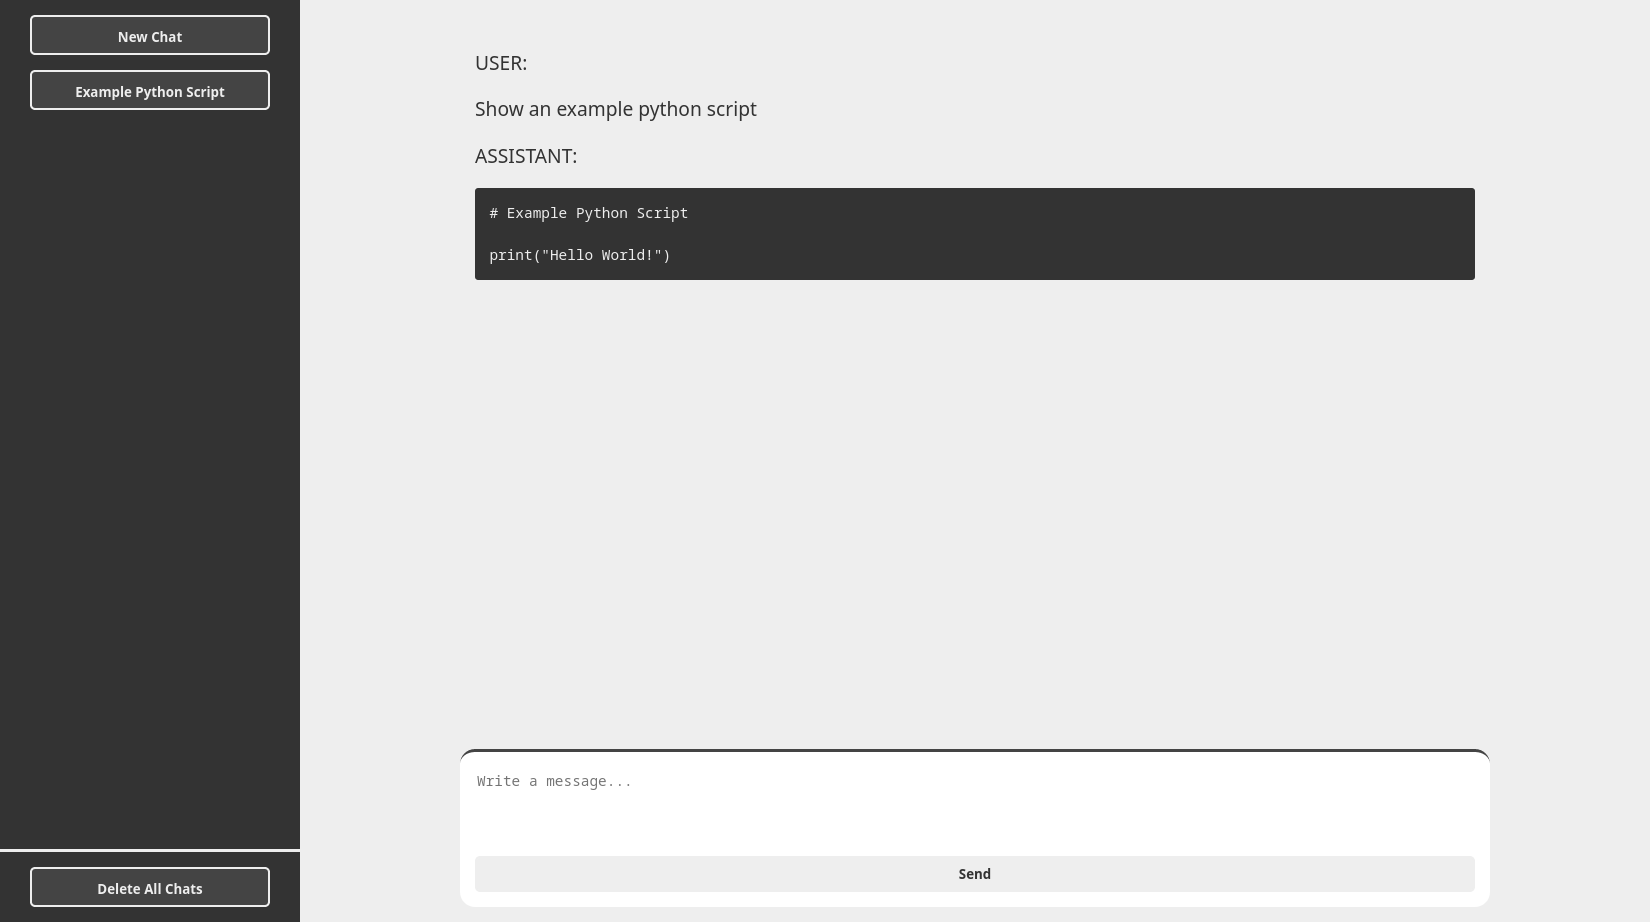 New Chat
Example Python Script
USER:
Show an example python script
ASSISTANT:
# Example Python Script
print("Hello World!")
Write a message...
Send
Delete All Chats